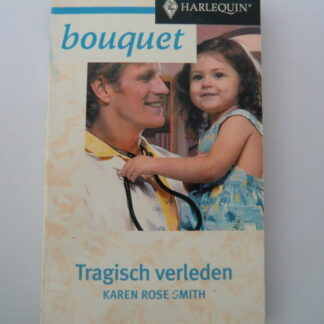 HARLEQUIN®
bouquet
Tragisch verleden
KAREN ROSE SMITH